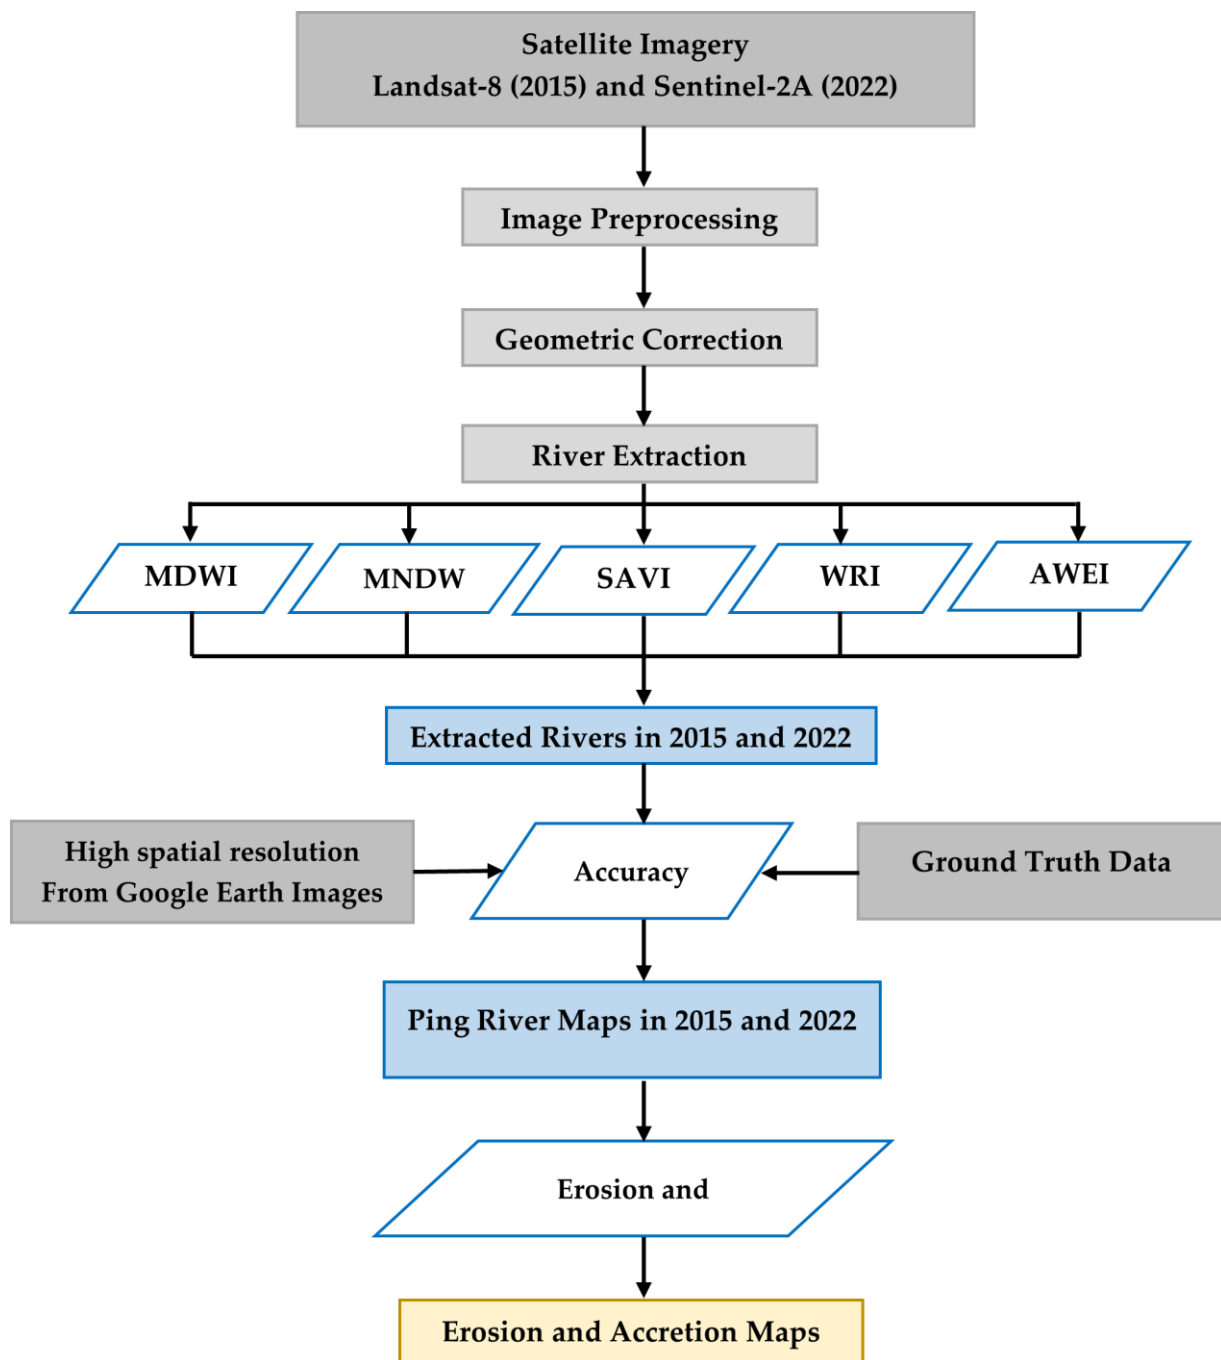 Satellite Imagery
Landsat-8 (2015) and Sentinel-2A (2022)
Image Preprocessing
Geometric Correction
River Extraction
MDWI
MNDW
SAVI
WRI
AWEI
Extracted Rivers in 2015 and 2022
High spatial resolution
From Google Earth Images
Accuracy
Ground Truth Data
Ping River Maps in 2015 and 2022
Erosion and
Erosion and Accretion Maps